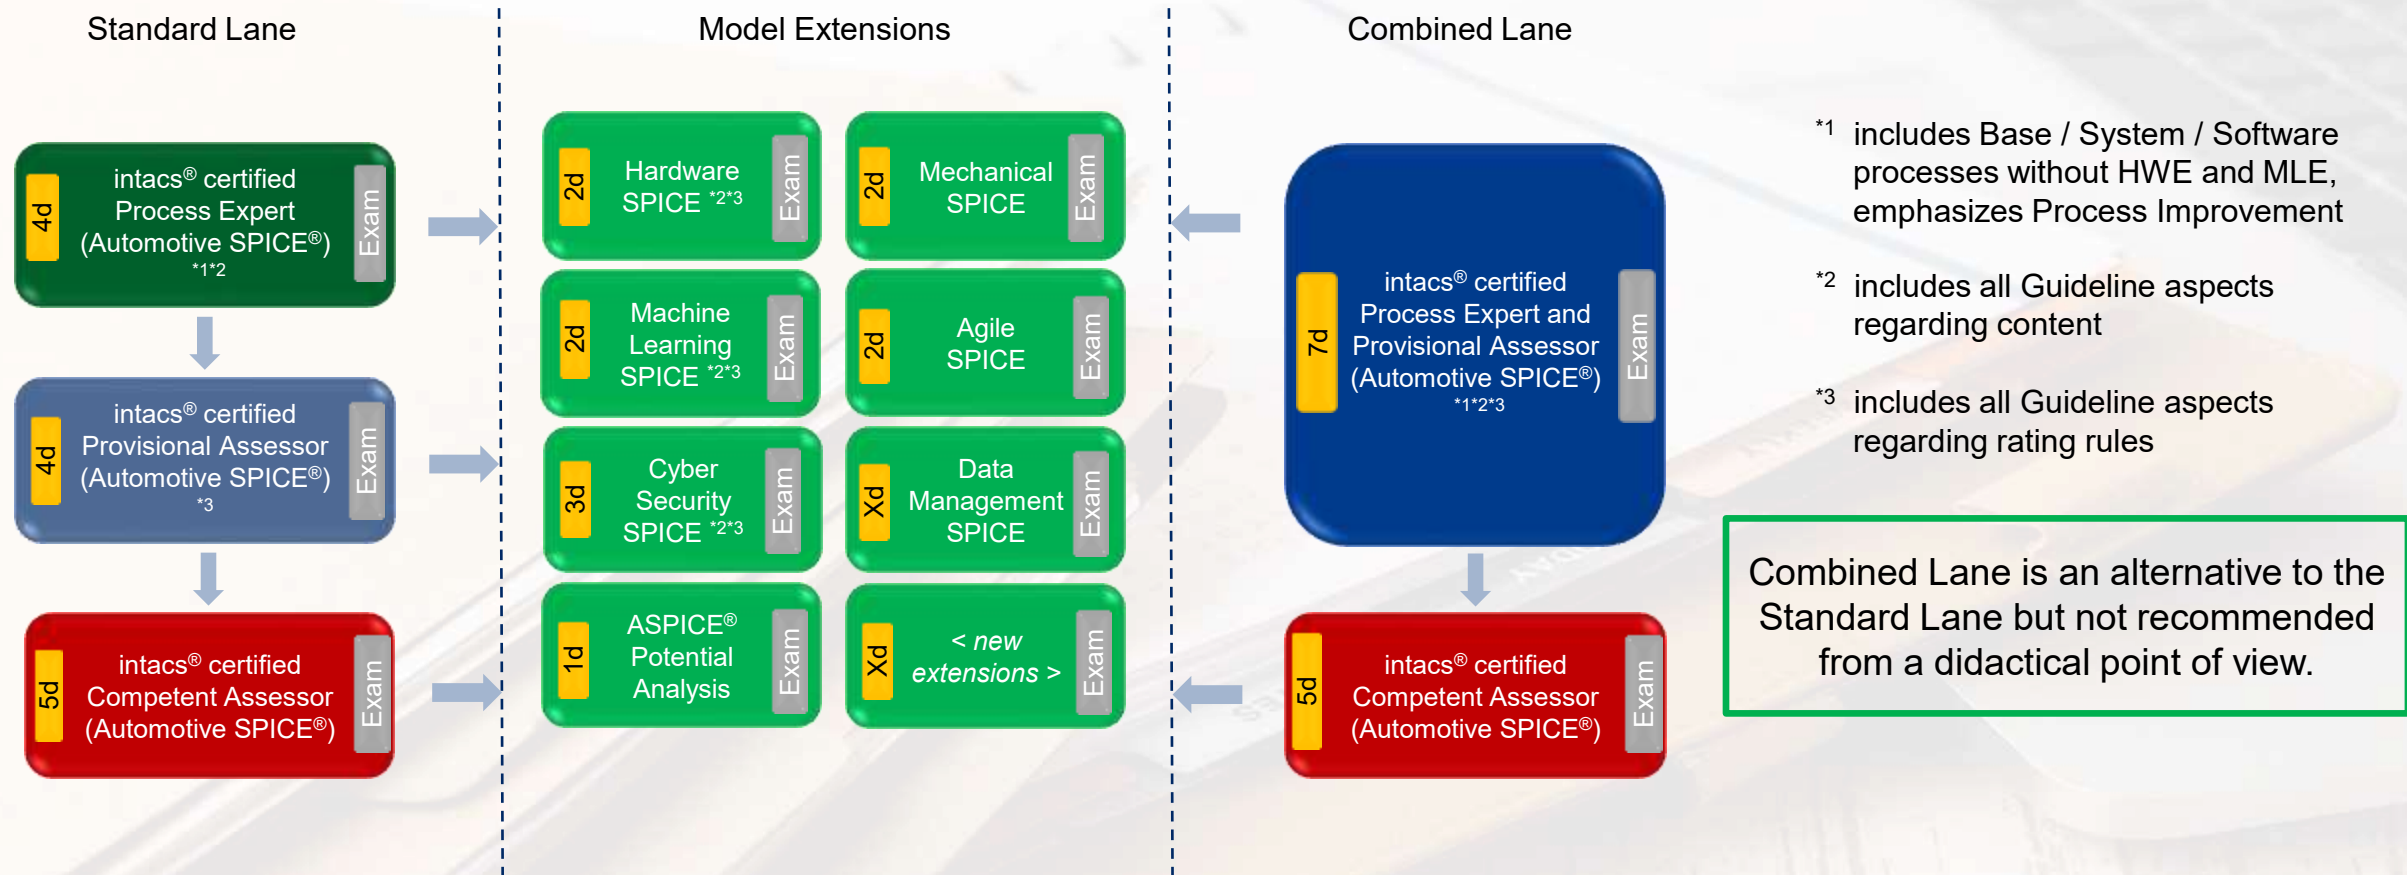 Standard Lane
Model Extensions
Combined Lane
4d
intacs® certified
Process Expert
(Automotive SPICE®)
*1*2
Exam
4d
intacs® certified
Provisional Assessor
(Automotive SPICE®)
*3
Exam
5d
intacs® certified
Competent Assessor
(Automotive SPICE®)
Exam
2d
Hardware
SPICE *2*3
Exam
2d
Mechanical
SPICE
Exam
2d
Machine
Learning
SPICE *2*3
Exam
2d
Agile
SPICE
Exam
3d
Cyber
Security
SPICE *2*3
Exam
Xd
Data
Management
SPICE
Exam
1d
ASPICE®
Potential
Analysis
Exam
Xd
< new
extensions >
Exam
7d
intacs® certified
Process Expert and
Provisional Assessor
(Automotive SPICE®)
*1*2*3
Exam
5d
intacs® certified
Competent Assessor
(Automotive SPICE®)
Exam
*1 includes Base / System / Software
processes without HWE and MLE,
emphasizes Process Improvement
*2 includes all Guideline aspects
regarding content
*3 includes all Guideline aspects
regarding rating rules
Combined Lane is an alternative to the
Standard Lane but not recommended
from a didactical point of view.